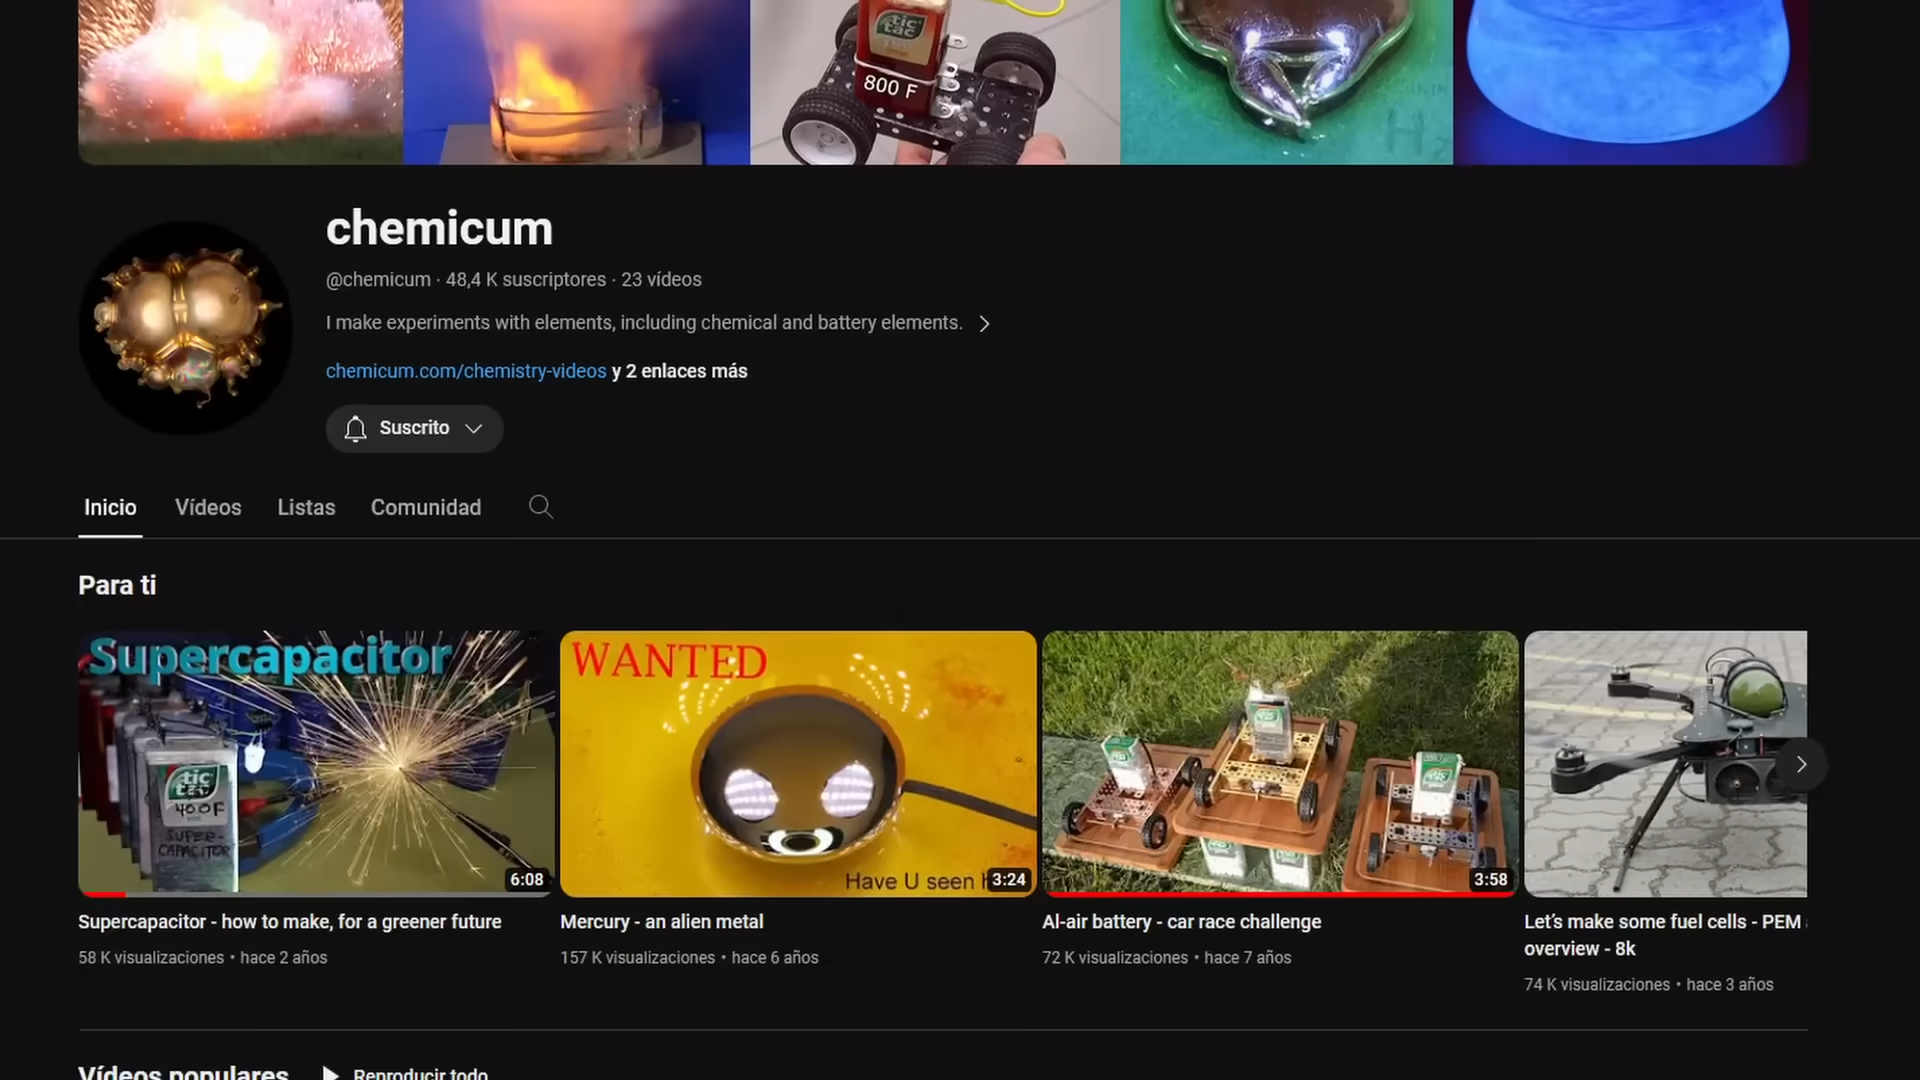 tic
tac
800 F
chemicum
@chemicum · 48,4 K suscriptores · 23 vídeos
I make experiments with elements, including chemical and battery elements.
chemicum.com/chemistry-videos y 2 enlaces más
Suscrito
Inicio Vídeos Listas Comunidad
Para ti
Supercapacitor
tic
tac
400F
SUPER-
CAPACITOR
6:08
WANTED
Have U seen
3:24
3:58
Supercapacitor - how to make, for a greener future
58 K visualizaciones • hace 2 años
Mercury - an alien metal
157 K visualizaciones • hace 6 años
Al-air battery - car race challenge
72 K visualizaciones • hace 7 años
Let's make some fuel cells - PEM
overview - 8k
74 K visualizaciones • hace 3 años
Vídeos populares Reproducir todo